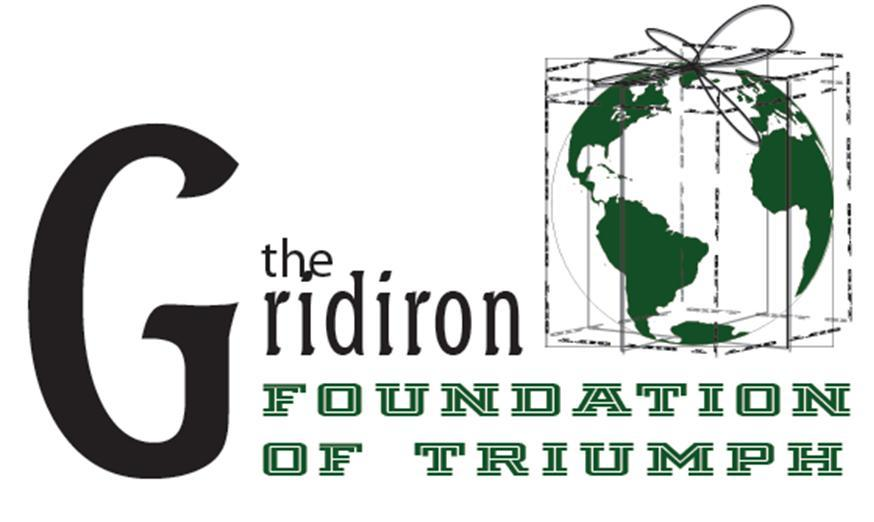 the
Gridiron
FOUNDATION
OF TRIUMPH